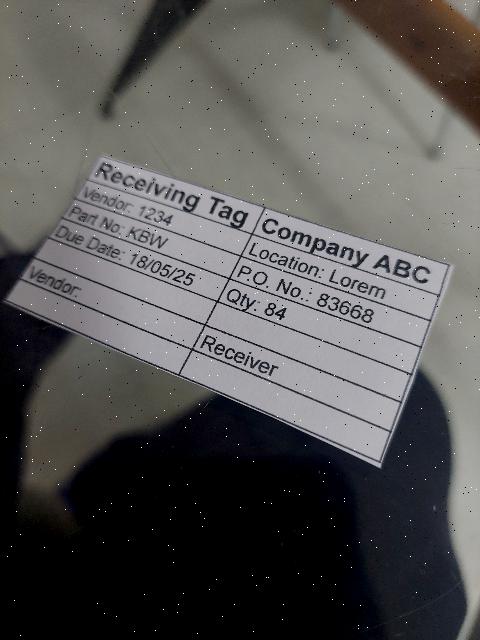 Receiving Tag
Company ABC
Vendor: 1234
Location: Lorem
Part No: KBW
P.O. No.: 83668
Due Date: 18/05/25
Qty: 84
Vendor:
Receiver